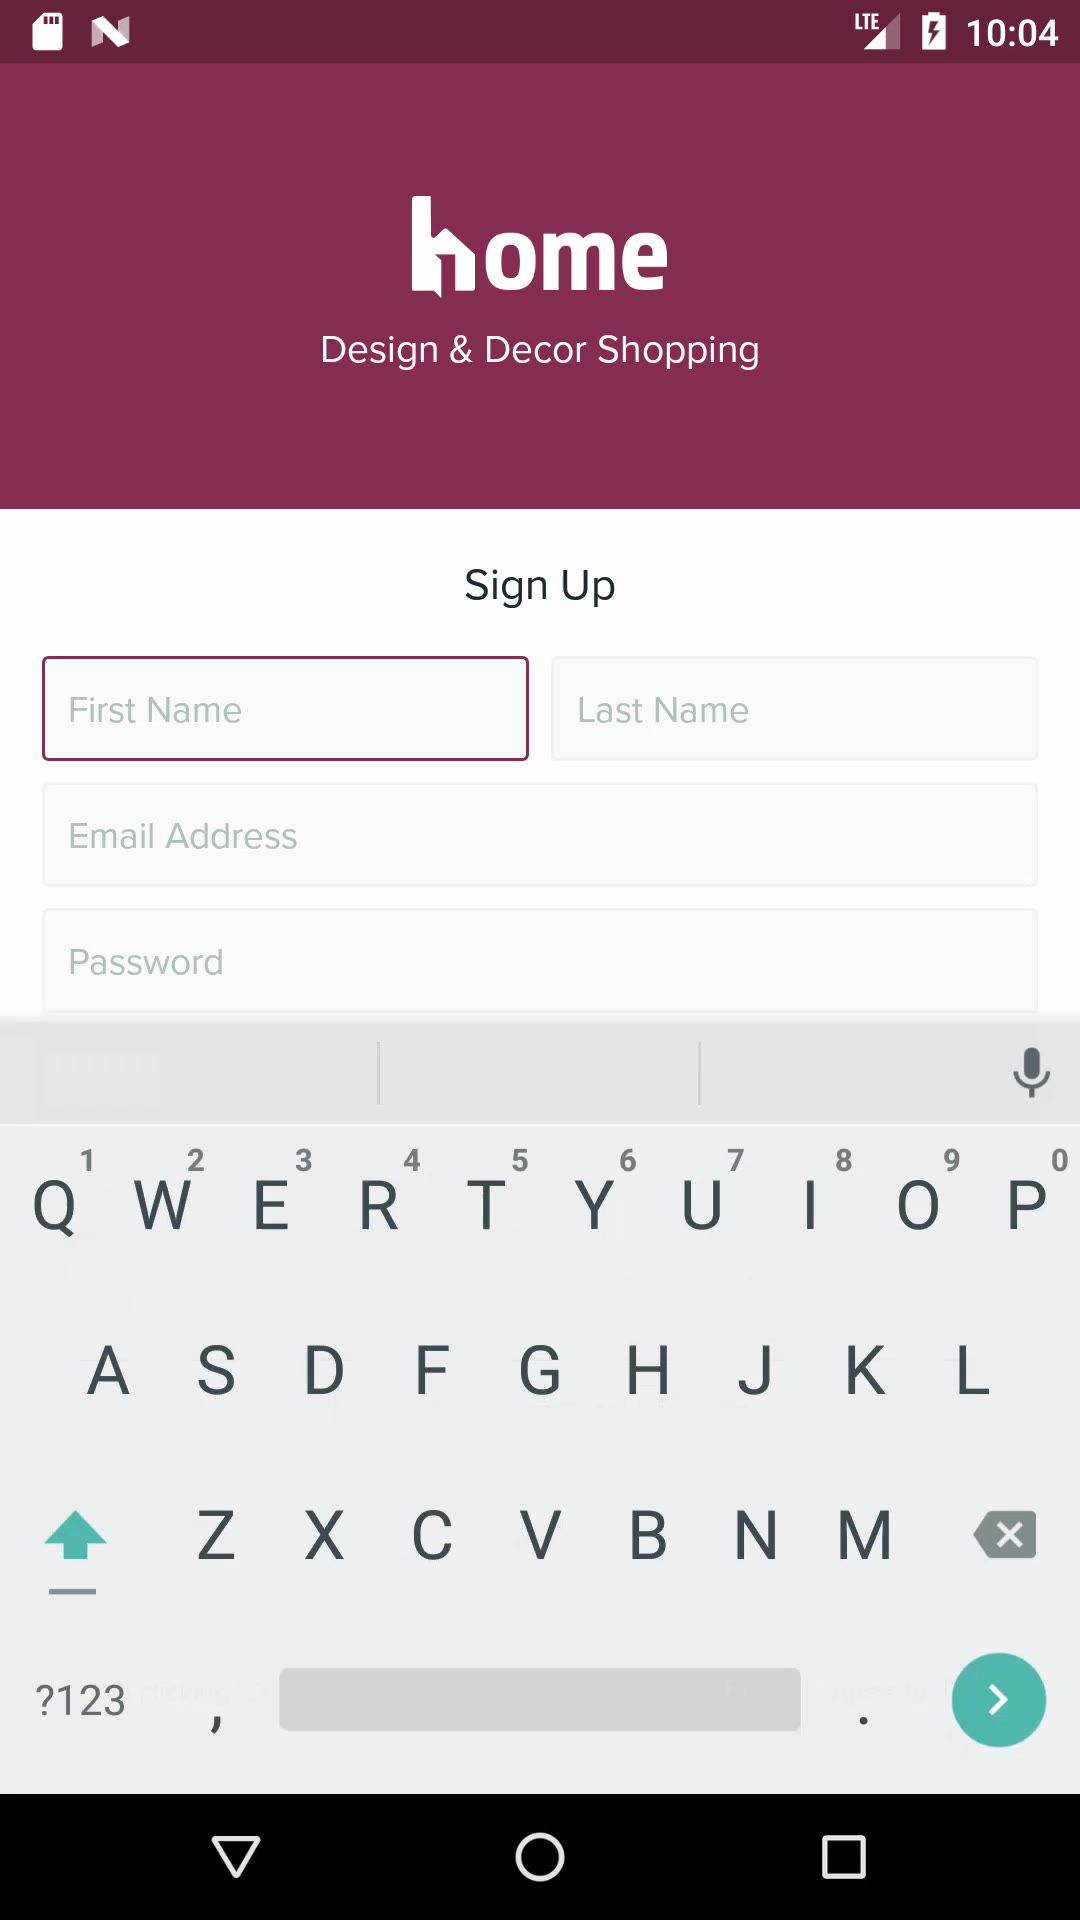 LTE 10:04
home
Design & Decor Shopping
Sign Up
First Name Last Name
Email Address
Password
1 2 3 4 5 6 7 8 9 0
Q W E R T Y U I O P
A S D F G H J K L
Z X C V B N M
?123 , .